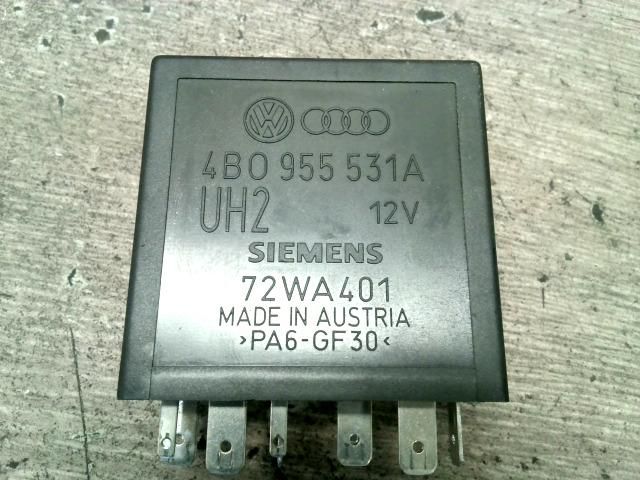 4B0 955 531A
UH2 12V
SIEMENS
72WA401
MADE IN AUSTRIA
>PA6-GF30<